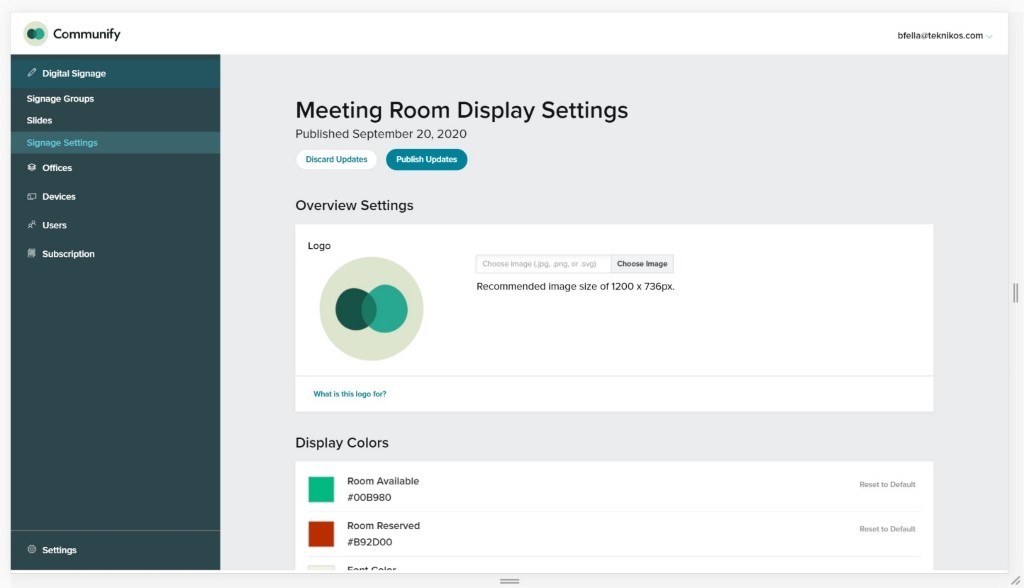 Communify
bfella@teknikos.com
Digital Signage
Signage Groups
Slides
Signage Settings
Offices
Devices
Users
Subscription
Settings
Meeting Room Display Settings
Published September 20, 2020
Discard Updates
Publish Updates
Overview Settings
Logo
Choose Image (.jpg, .png, or .svg)
Choose Image
Recommended image size of 1200 x 736px.
What is this logo for?
Display Colors
Room Available
Reset to Default
#00B980
Room Reserved
Reset to Default
#B92D00
Font Color